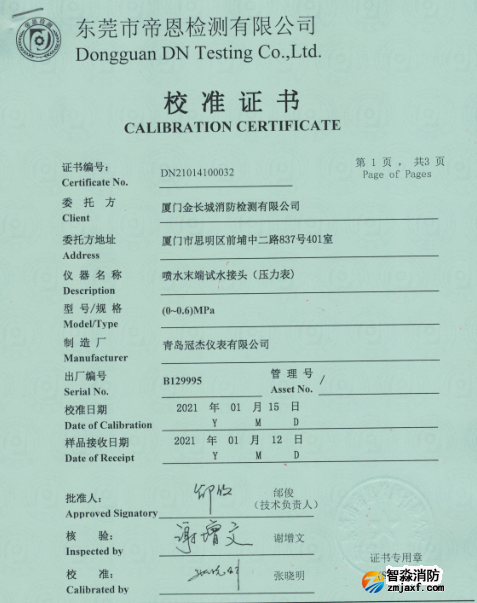 东莞市帝恩检测有限公司
Dongguan DN Testing Co.,Ltd.
校准证书
CALIBRATION CERTIFICATE
第 1 页 ， 共3 页
Page of Pages
证书编号： DN21014100032
Certificate No.
委托方 厦门金长城消防检测有限公司
Client
委托方地址 厦门市思明区前埔中二路837号401室
Address
仪器名称 喷水末端试水接头（压力表）
Description
型号/规格 (0~0.6)MPa
Model/Type
制造厂 青岛冠杰仪表有限公司
Manufacturer
出厂编号 B129995 管理号 /
Serial No. Asset No.
校准日期 2021 年 01 月 15 日
Date of Calibration Y M D
样品接收日期 2021 年 01 月 12 日
Date of Receipt Y M D
批准人： 邰俊
Approved Signatory (技术负责人)
核验： 谢增文 谢增文
Inspected by
校准： 张晓明
Calibrated by
证书专用章
智淼消防
www.zmjaxf.com